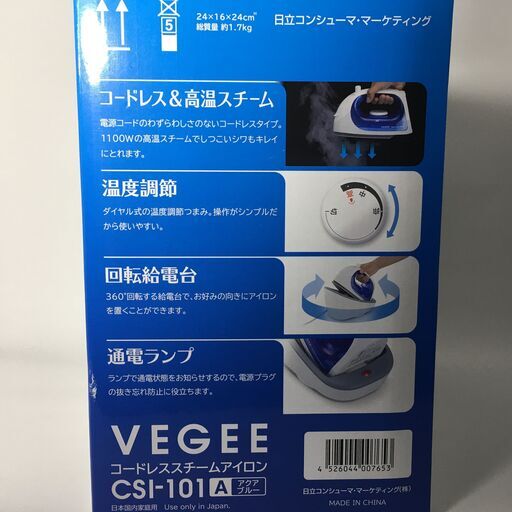 5
24×16×24cm
総質量 約1.7kg
日立コンシューマ・マーケティング
コードレス&高温スチーム
電源コードのわずらわしさのないコードレスタイプ。
1100Wの高温スチームでしつこいシワもキレイ
にとれます。
温度調節
ダイヤル式の温度調節つまみ。操作がシンプルだ
から使いやすい。
切
中
高
回転給電台
360°回転する給電台で、お好みの向きにアイロン
を置くことができます。
通電ランプ
ランプで通電状態をお知らせするので、電源プラグ
の抜き忘れ防止に役立ちます。
VEGEE
コードレススチームアイロン
CSI-101 A アクア
ブルー
日本国内家庭用 Use only in Japan.
4 526044 007653
日立コンシューマ・マーケティング(株)
MADE IN CHINA